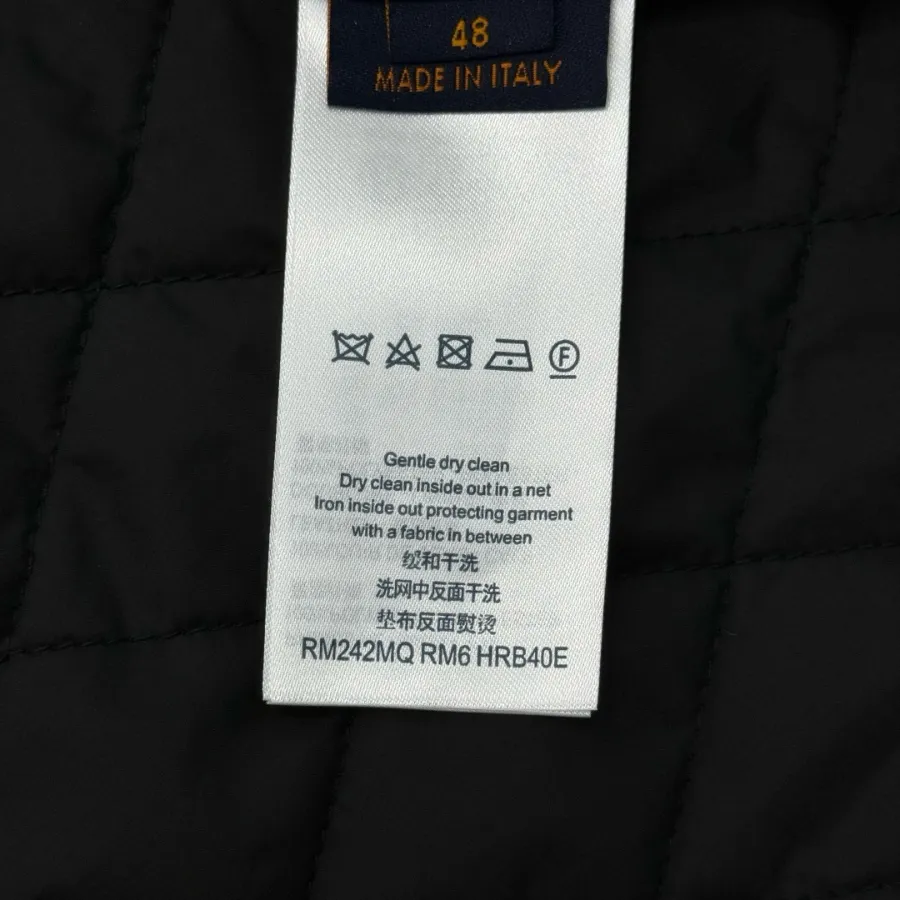 48
MADE IN ITALY
F
Gentle dry clean
Dry clean inside out in a net
Iron inside out protecting garment
with a fabric in between
缓和干洗
洗网中反面干洗
垫布反面熨烫
RM242MQ RM6 HRB40E